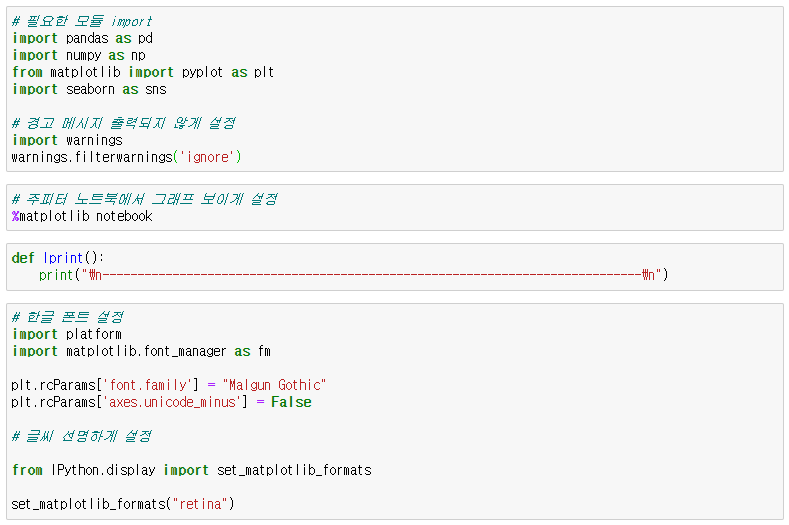 # 필요한 모듈 import
import pandas as pd
import numpy as np
from matplotlib import pyplot as plt
import seaborn as sns
# 경고 메시지 출력되지 않게 설정
import warnings
warnings.filterwarnings('ignore')
# 주피터 노트북에서 그래프 보이게 설정
%matplotlib notebook
def lprint():
    print("₩n-----------------------------------------------------------------------------₩n")
# 한글 폰트 설정
import platform
import matplotlib.font_manager as fm
plt.rcParams['font.family'] = "Malgun Gothic"
plt.rcParams['axes.unicode_minus'] = False
# 글씨 선명하게 설정
from IPython.display import set_matplotlib_formats
set_matplotlib_formats("retina")